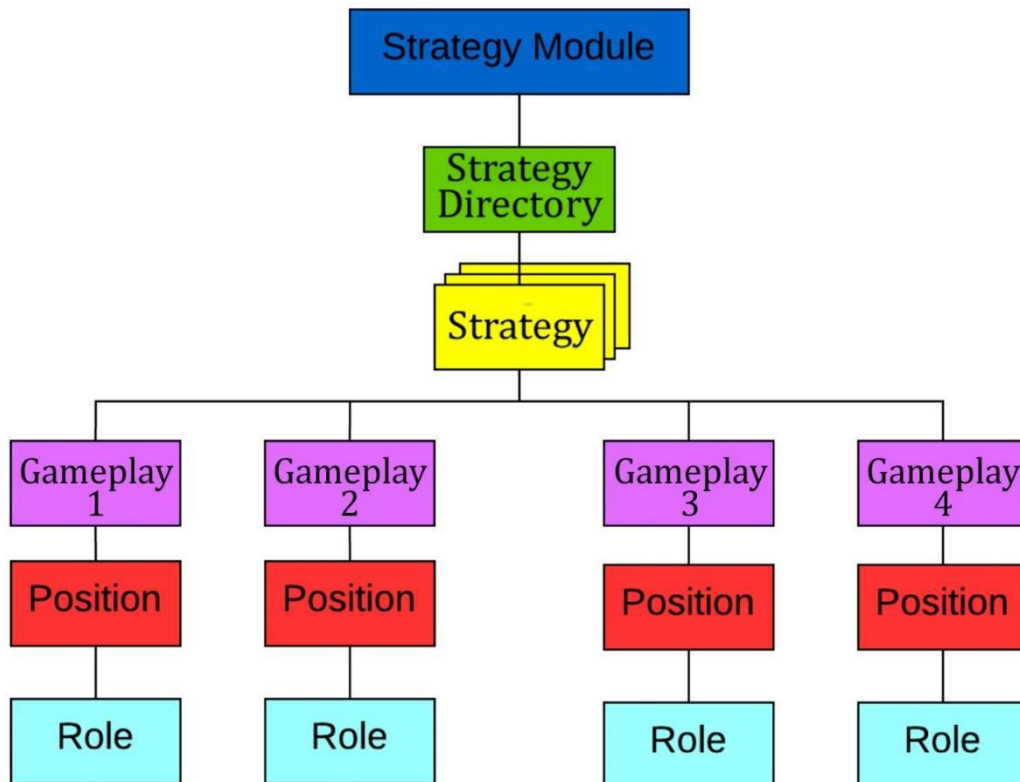 Strategy Module
Strategy
Directory
Strategy
Gameplay
1
Gameplay
2
Gameplay
3
Gameplay
4
Position
Position
Position
Position
Role
Role
Role
Role